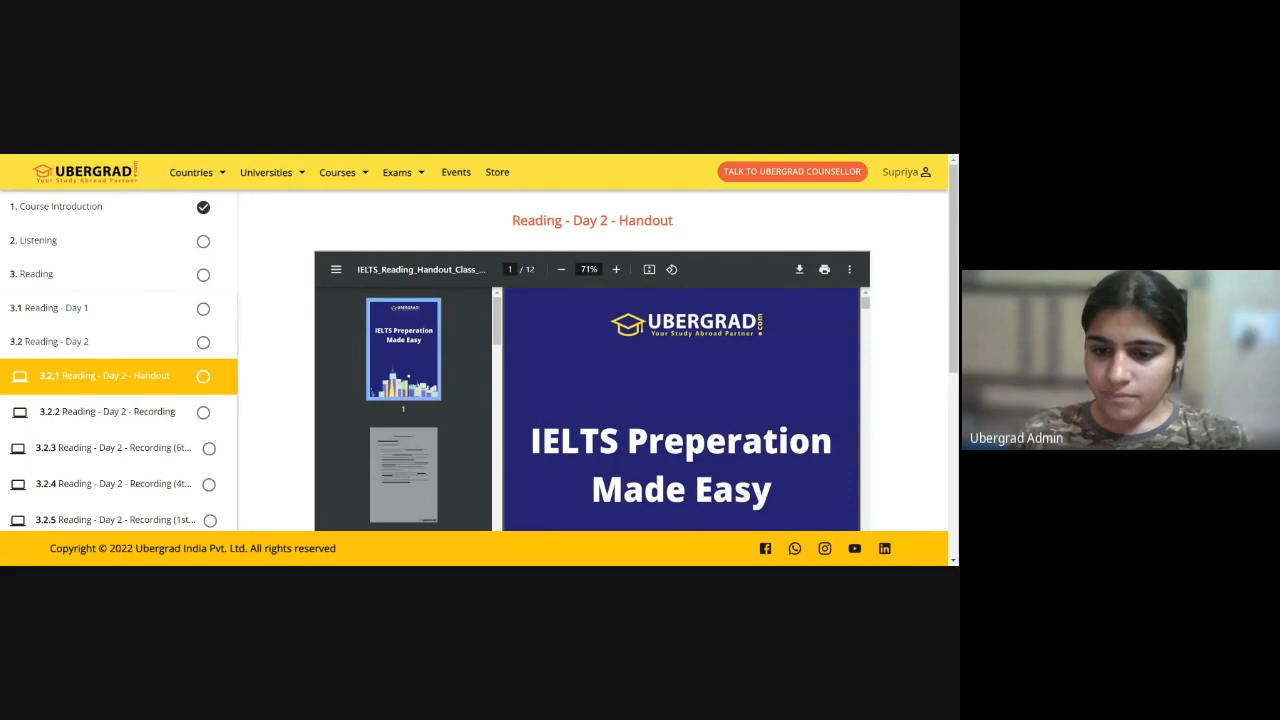 UBERGRAD.com
Your Study Abroad Partner
Countries
Universities
Courses
Exams
Events
Store
TALK TO UBERGRAD COUNSELLOR
Supriya
1. Course Introduction
2. Listening
3. Reading
3.1 Reading - Day 1
3.2 Reading - Day 2
3.2.1 Reading - Day 2 - Handout
3.2.2 Reading - Day 2 - Recording
3.2.3 Reading - Day 2 - Recording (6t...
3.2.4 Reading - Day 2 - Recording (4t...
3.2.5 Reading - Day 2 - Recording (1st...
Reading - Day 2 - Handout
IELTS_Reading_Handout_Class_...
1 / 12
71%
UBERGRAD
IELTS Preparation
Made Easy
1
UBERGRAD.com
Your Study Abroad Partner
IELTS Preperation
Made Easy
Copyright © 2022 Ubergrad India Pvt. Ltd. All rights reserved
Ubergrad Admin